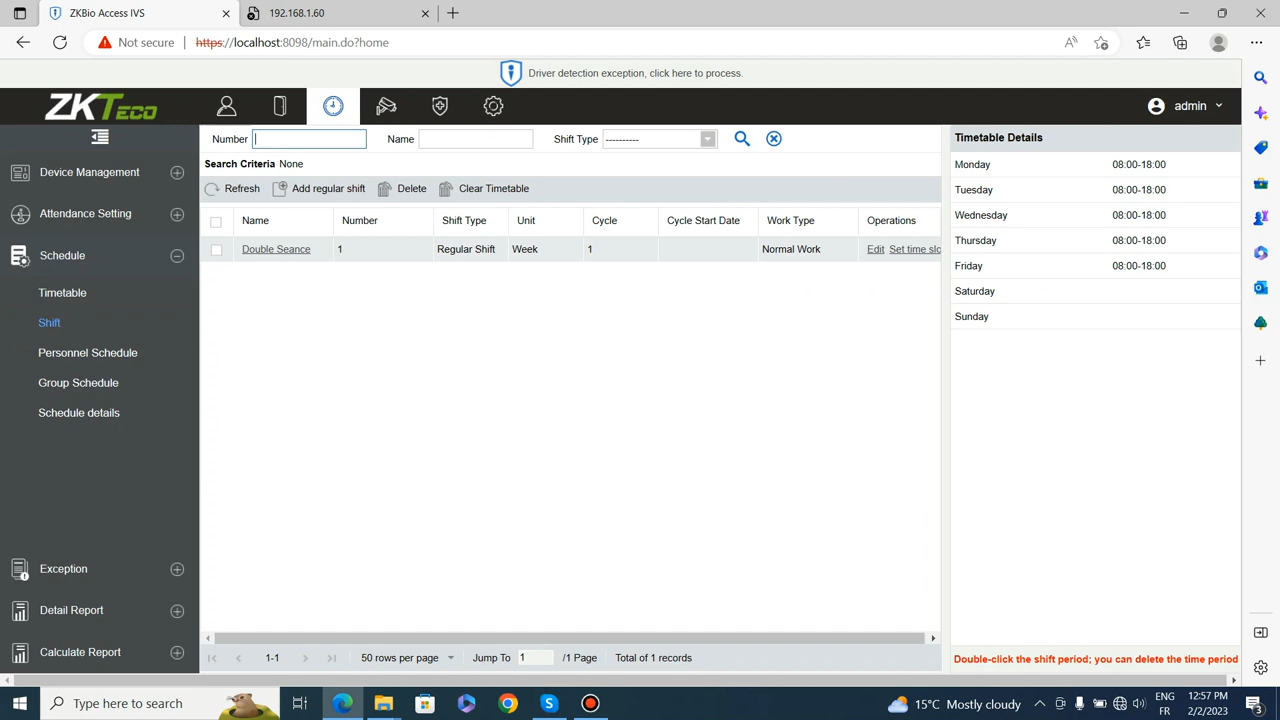 ZKBio Access IVS
192.168.1.60
Not secure
https://localhost:8098/main.do?home
Driver detection exception, click here to process.
ZKTECO
admin
Number
Name
Shift Type
----------
Search Criteria None
Refresh
Add regular shift
Delete
Clear Timetable
Name
Number
Shift Type
Unit
Cycle
Cycle Start Date
Work Type
Operations
Double Seance
1
Regular Shift
Week
1
Normal Work
Edit
Set time slo
Device Management
Attendance Setting
Schedule
Timetable
Shift
Personnel Schedule
Group Schedule
Schedule details
Exception
Detail Report
Calculate Report
Timetable Details
Monday 08:00-18:00
Tuesday 08:00-18:00
Wednesday 08:00-18:00
Thursday 08:00-18:00
Friday 08:00-18:00
Saturday
Sunday
Double-click the shift period; you can delete the time period
1-1
50 rows per page
Jump To
1
/1 Page
Total of 1 records
Type here to search
15°C Mostly cloudy
ENG
FR
12:57 PM
2/2/2023
3